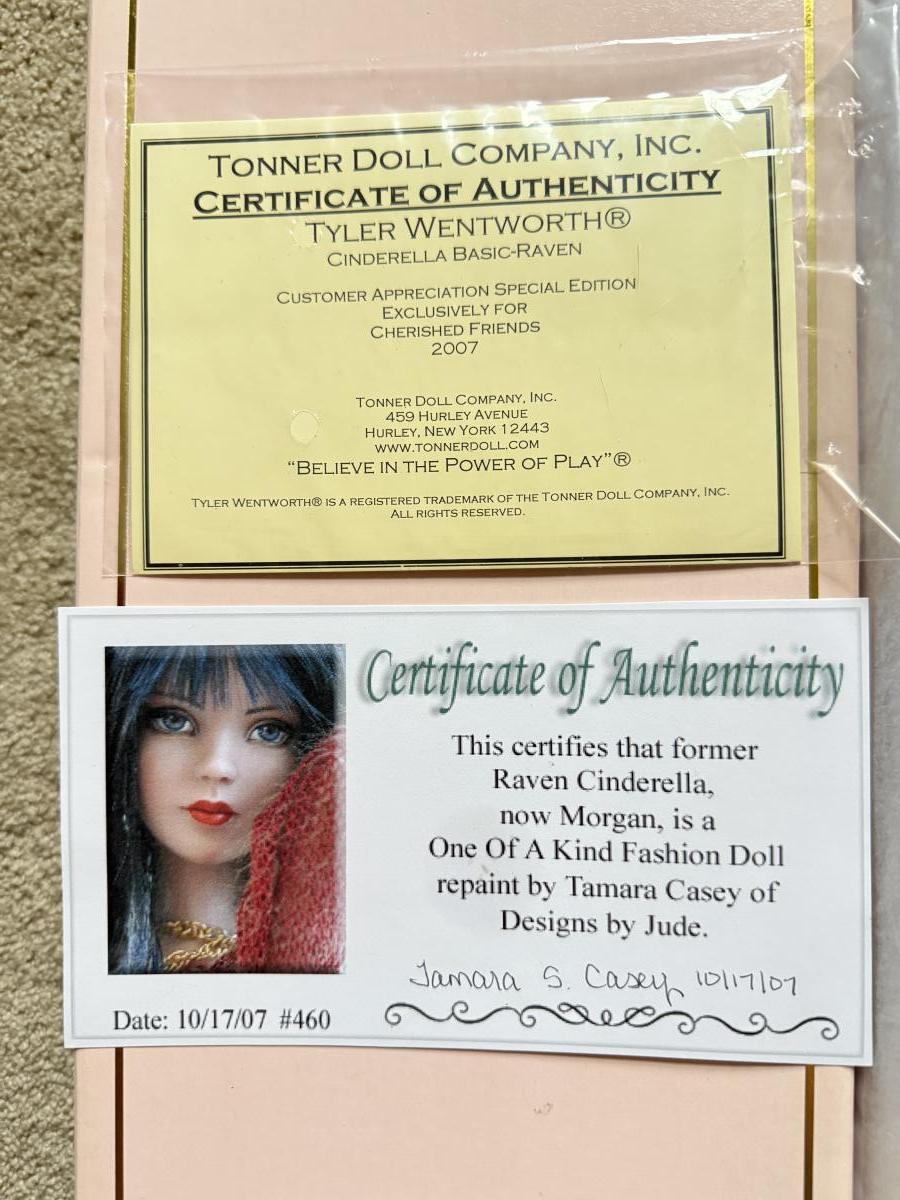 TONNER DOLL COMPANY, INC.
CERTIFICATE OF AUTHENTICITY
TYLER WENTWORTH®
CINDERELLA BASIC-RAVEN
CUSTOMER APPRECIATION SPECIAL EDITION
EXCLUSIVELY FOR
CHERISHED FRIENDS
2007
TONNER DOLL COMPANY, INC.
459 HURLEY AVENUE
HURLEY, NEW YORK 12443
WWW.TONNERDOLL.COM
"BELIEVE IN THE POWER OF PLAY"®
TYLER WENTWORTH® IS A REGISTERED TRADEMARK OF THE TONNER DOLL COMPANY, INC.
ALL RIGHTS RESERVED.
Certificate of Authenticity
This certifies that former
Raven Cinderella,
now Morgan, is a
One Of A Kind Fashion Doll
repaint by Tamara Casey of
Designs by Jude.
Tamara S. Casey 10/17/07
Date: 10/17/07 #460